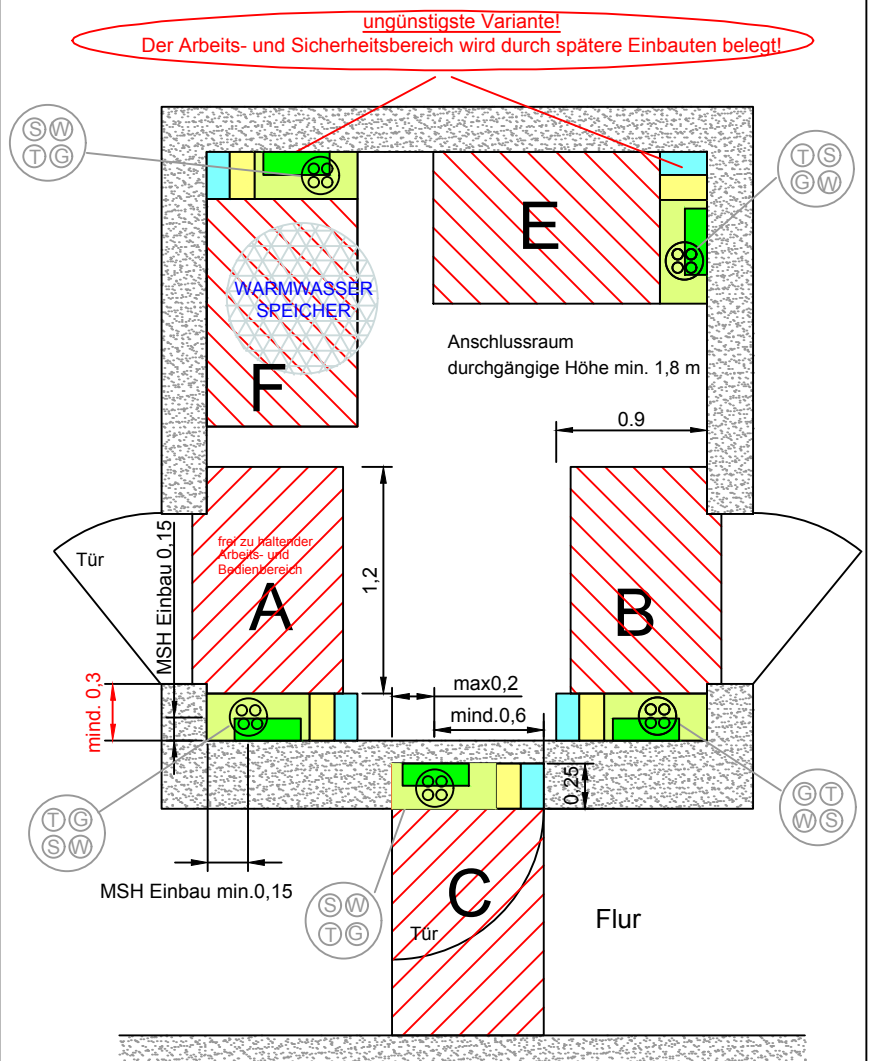 ungünstigste Variante!
Der Arbeits- und Sicherheitsbereich wird durch spätere Einbauten belegt!
S W
T G
T S
G W
E
WARMWASSER
SPEICHER
Anschlussraum
durchgängige Höhe min. 1,8 m
F
0.9
MSH Einbau 0,15
Tür
frei zu haltender
Arbeits- und
Bedienbereich
A
1,2
B
mind. 0,3
max0,2
mind.0,6
0,25
T G
S W
G T
W S
MSH Einbau min.0,15
S W
T G
C
Tür
Flur